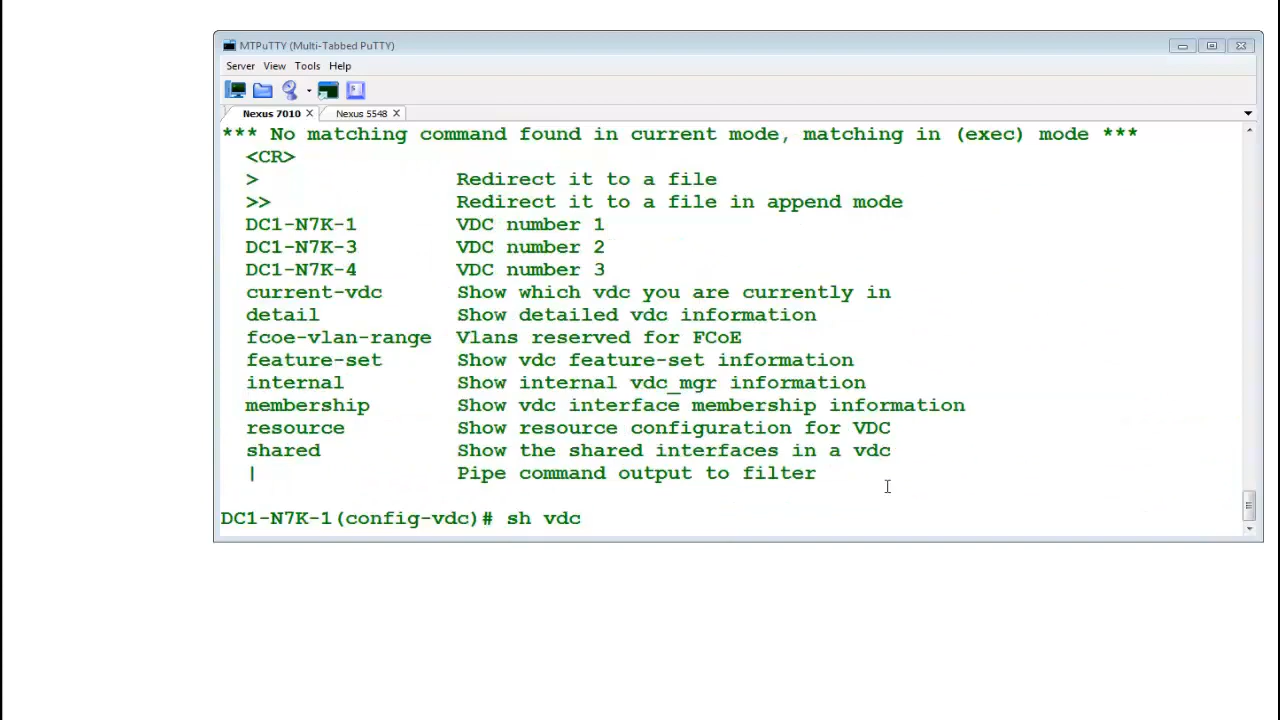 MTPuTTY (Multi-Tabbed PuTTY)
Server View Tools Help
Nexus 7010 Nexus 5548
*** No matching command found in current mode, matching in (exec) mode ***
<CR>
> Redirect it to a file
>> Redirect it to a file in append mode
DC1-N7K-1 VDC number 1
DC1-N7K-3 VDC number 2
DC1-N7K-4 VDC number 3
current-vdc Show which vdc you are currently in
detail Show detailed vdc information
fcoe-vlan-range Vlans reserved for FCoE
feature-set Show vdc feature-set information
internal Show internal vdc_mgr information
membership Show vdc interface membership information
resource Show resource configuration for VDC
shared Show the shared interfaces in a vdc
| Pipe command output to filter
DC1-N7K-1(config-vdc)# sh vdc